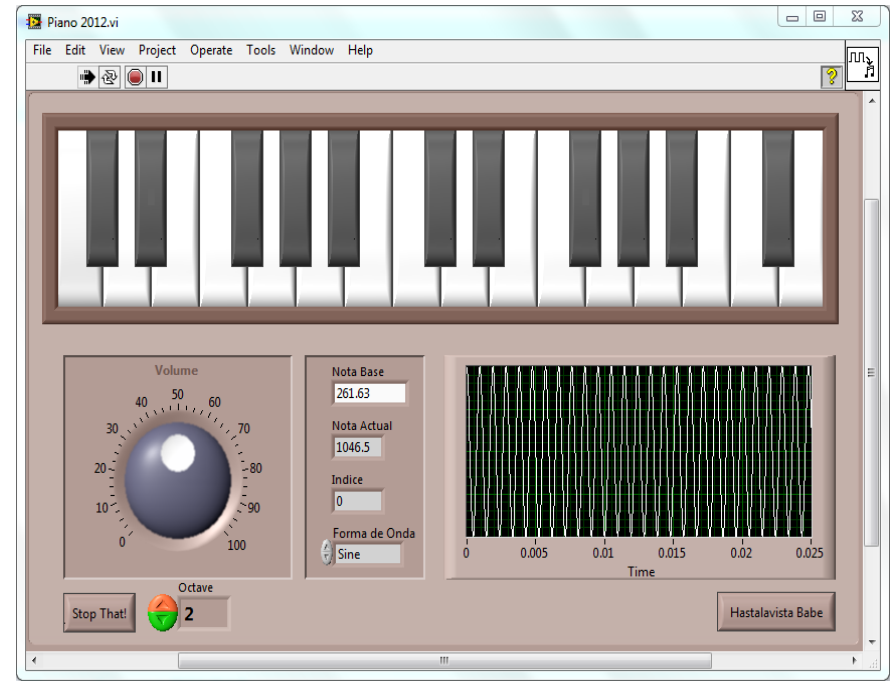 Piano 2012.vi
File Edit View Project Operate Tools Window Help
?
Volume
0 10 20 30 40 50 60 70 80 90 100
Nota Base
261.63
Nota Actual
1046.5
Indice
0
Forma de Onda
Sine
0 0.005 0.01 0.015 0.02 0.025
Time
Stop That!
Octave
2
Hastalavista Babe